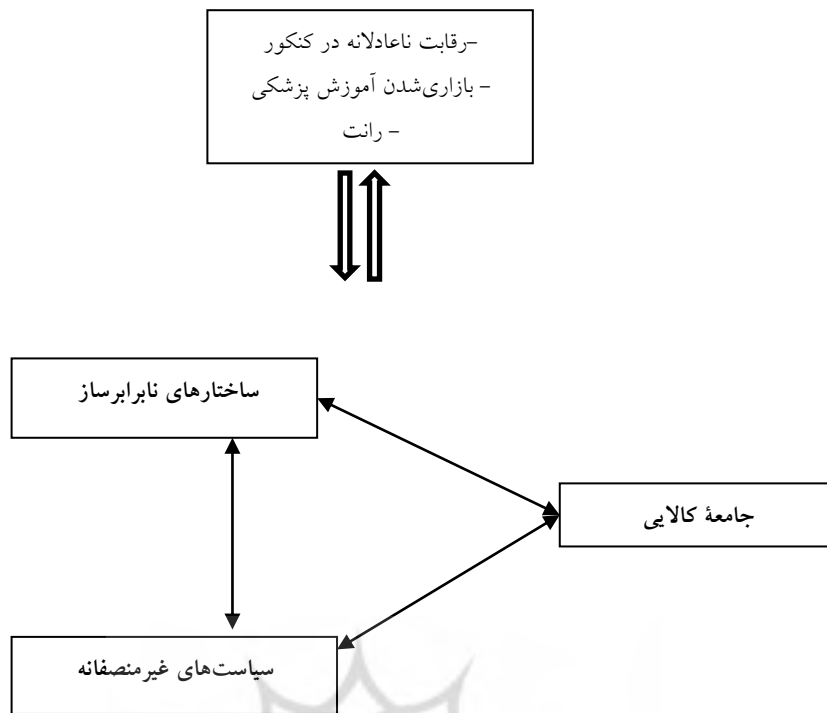 -رقابت ناعادلانه در کنکور
- بازاری‌شدن آموزش پزشکی
- رانت
ساختارهای نابرابرساز
جامعهٔ کالایی
سیاست‌های غیرمنصفانه